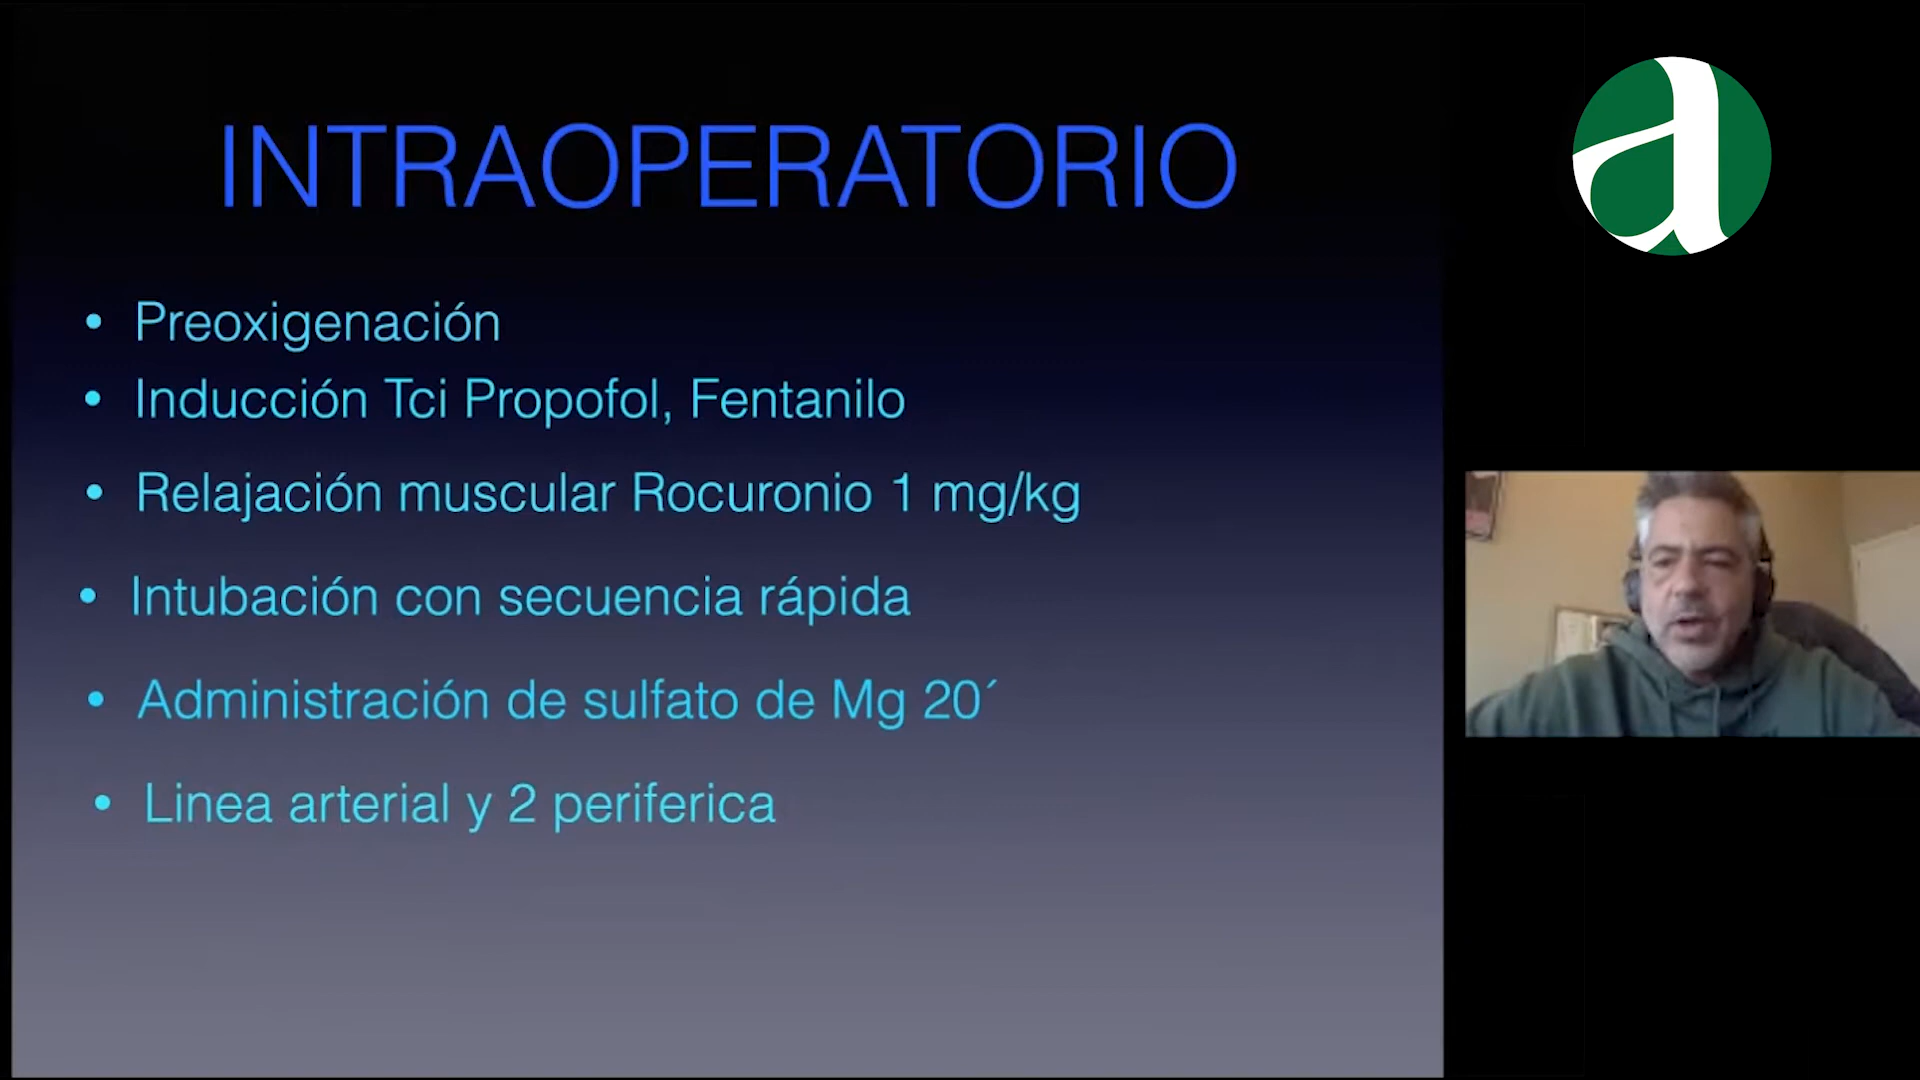 INTRAOPERATORIO
• Preoxigenación
• Inducción Tci Propofol, Fentanilo
• Relajación muscular Rocuronio 1 mg/kg
• Intubación con secuencia rápida
• Administración de sulfato de Mg 20´
• Linea arterial y 2 periferica
a